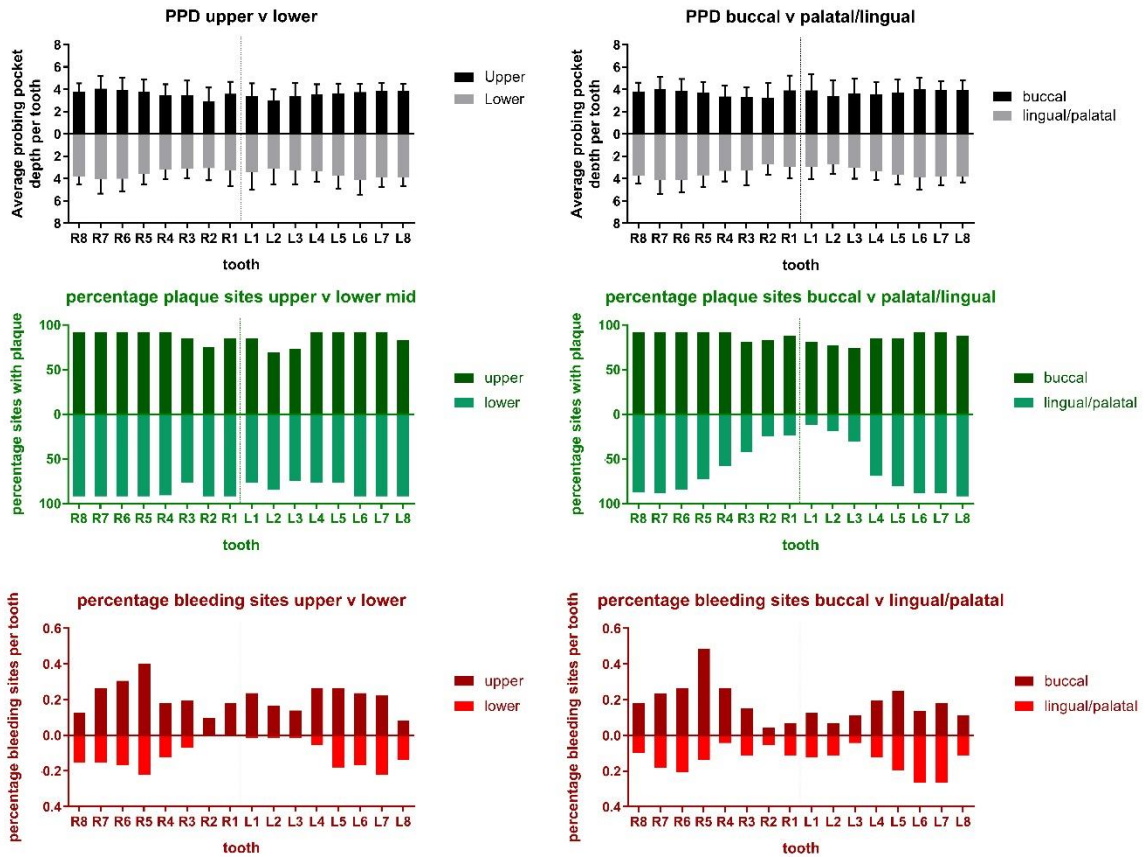 PPD upper v lower
Average probing pocket
depth per tooth
8
6
4
2
0
2
4
6
8
R8 R7 R6 R5 R4 R3 R2 R1 L1 L2 L3 L4 L5 L6 L7 L8
tooth
Upper
Lower
PPD buccal v palatal/lingual
Average probing pocket
depth per tooth
8
6
4
2
0
2
4
6
8
R8 R7 R6 R5 R4 R3 R2 R1 L1 L2 L3 L4 L5 L6 L7 L8
tooth
buccal
lingual/palatal
percentage plaque sites upper v lower mid
percentage sites with plaque
100
50
0
50
100
R8 R7 R6 R5 R4 R3 R2 R1 L1 L2 L3 L4 L5 L6 L7 L8
tooth
upper
lower
percentage plaque sites buccal v palatal/lingual
percentage sites with plaque
100
50
0
50
100
R8 R7 R6 R5 R4 R3 R2 R1 L1 L2 L3 L4 L5 L6 L7 L8
tooth
buccal
lingual/palatal
percentage bleeding sites upper v lower
percentage bleeding sites per tooth
0.6
0.4
0.2
0.0
0.2
0.4
R8 R7 R6 R5 R4 R3 R2 R1 L1 L2 L3 L4 L5 L6 L7 L8
tooth
upper
lower
percentage bleeding sites buccal v lingual/palatal
percentage bleeding sites per tooth
0.6
0.4
0.2
0.0
0.2
0.4
R8 R7 R6 R5 R4 R3 R2 R1 L1 L2 L3 L4 L5 L6 L7 L8
tooth
buccal
lingual/palatal